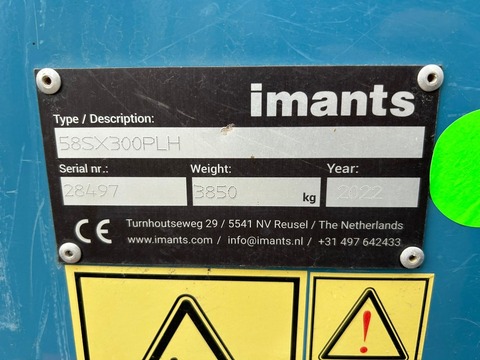 imants
Type / Description:
58SX300PLH
Serial nr.: Weight: Year:
28497 3850 kg 2022
CE
Turnhoutseweg 29 / 5541 NV Reusel / The Netherlands
www.imants.com / info@imants.nl / +31 497 642433
!